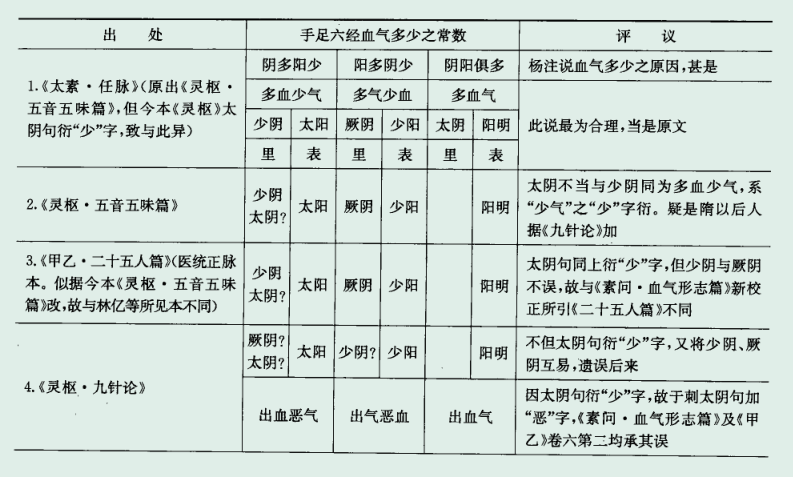 出 处 手足六经血气多少之常数 评 议
阴多阳少 阳多阴少 阴阳俱多 杨注说血气多少之原因,甚是
1.《太素·任脉》(原出《灵枢·
五音五味篇》,但今本《灵枢》太
阴句衍“少”字,致与此异)
多血少气 多气少血 多血气
少阴 太阳 厥阴 少阳 太阴 阳明
里 表 里 表 里 表
此说最为合理,当是原文
2.《灵枢·五音五味篇》
少阴
太阴?
太阳 厥阴 少阳 阳明
太阴不当与少阴同为多血少气,系
“少气”之“少”字衍。疑是隋以后人
据《九针论》加
3.《甲乙·二十五人篇》(医统正脉
本。似据今本《灵枢·五音五味
篇》改,故与林亿等所见本不同)
少阴
太阴?
太阳 厥阴 少阳 阳明
太阴句同上衍“少”字,但少阴与厥阴
不误,故与《素问·血气形志篇》新校
正所引《二十五人篇》不同
4.《灵枢·九针论》
厥阴?
太阴?
太阳 少阴? 少阳 阳明
不但太阴句衍“少”字,又将少阴、厥
阴互易,遗误后来
出血恶气 出气恶血 出血气
因太阴句衍“少”字,故于刺太阴句加
“恶”字,《素问·血气形志篇》及《甲
乙》卷六第二均承其误